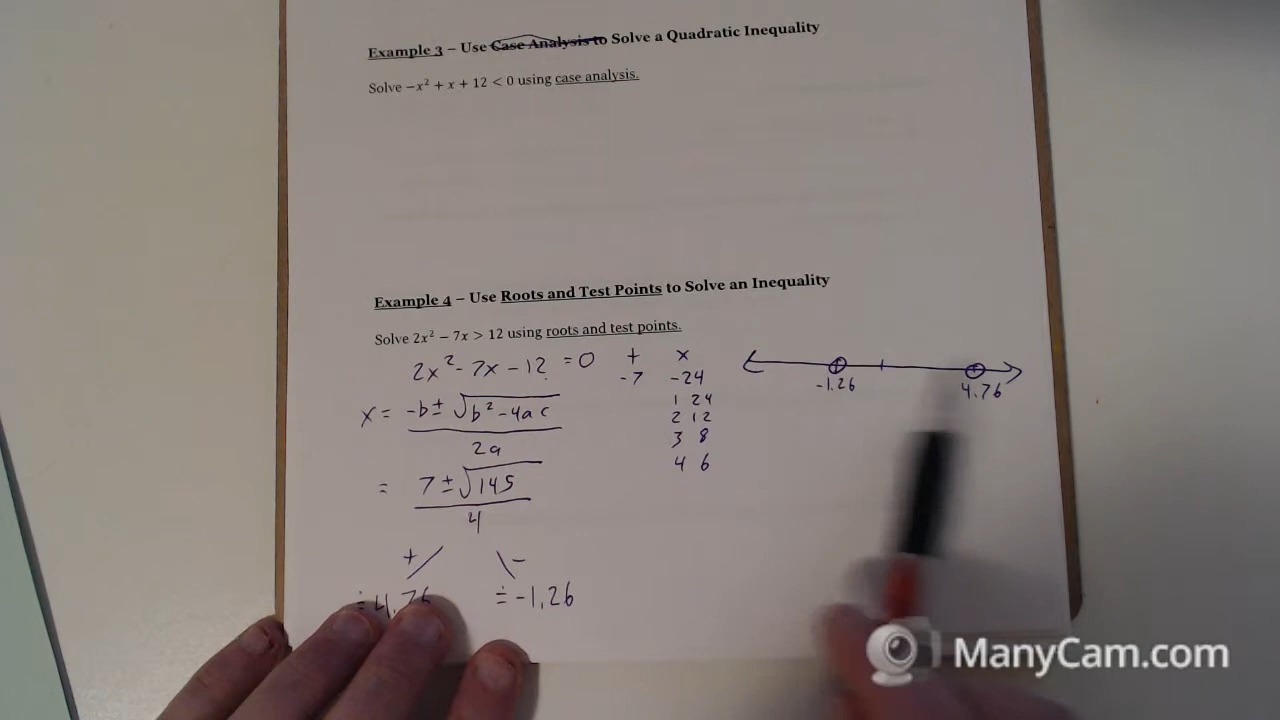 Example 3 – Use Case Analysis to Solve a Quadratic Inequality
Solve −x² + x + 12 < 0 using case analysis.
Example 4 – Use Roots and Test Points to Solve an Inequality
Solve 2x² − 7x > 12 using roots and test points.
2x² - 7x - 12 = 0
x = -b ± √b² - 4ac
2a
= 7 ± √145
4
+ -
≐ 4.76 ≐ -1.26
+ x
-7 -24
1 24
2 12
3 8
4 6
-1.26 4.76
ManyCam.com